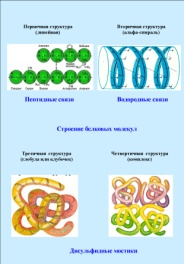 Первичная структура
(линейная)
Вторичная структура
(альфа-спираль)
Пептидные связи
Водородные связи
Строение белковых молекул
Третичная структура
(глобула или клубочек)
Четвертичная структура
(комплекс)
Дисульфидные мостики